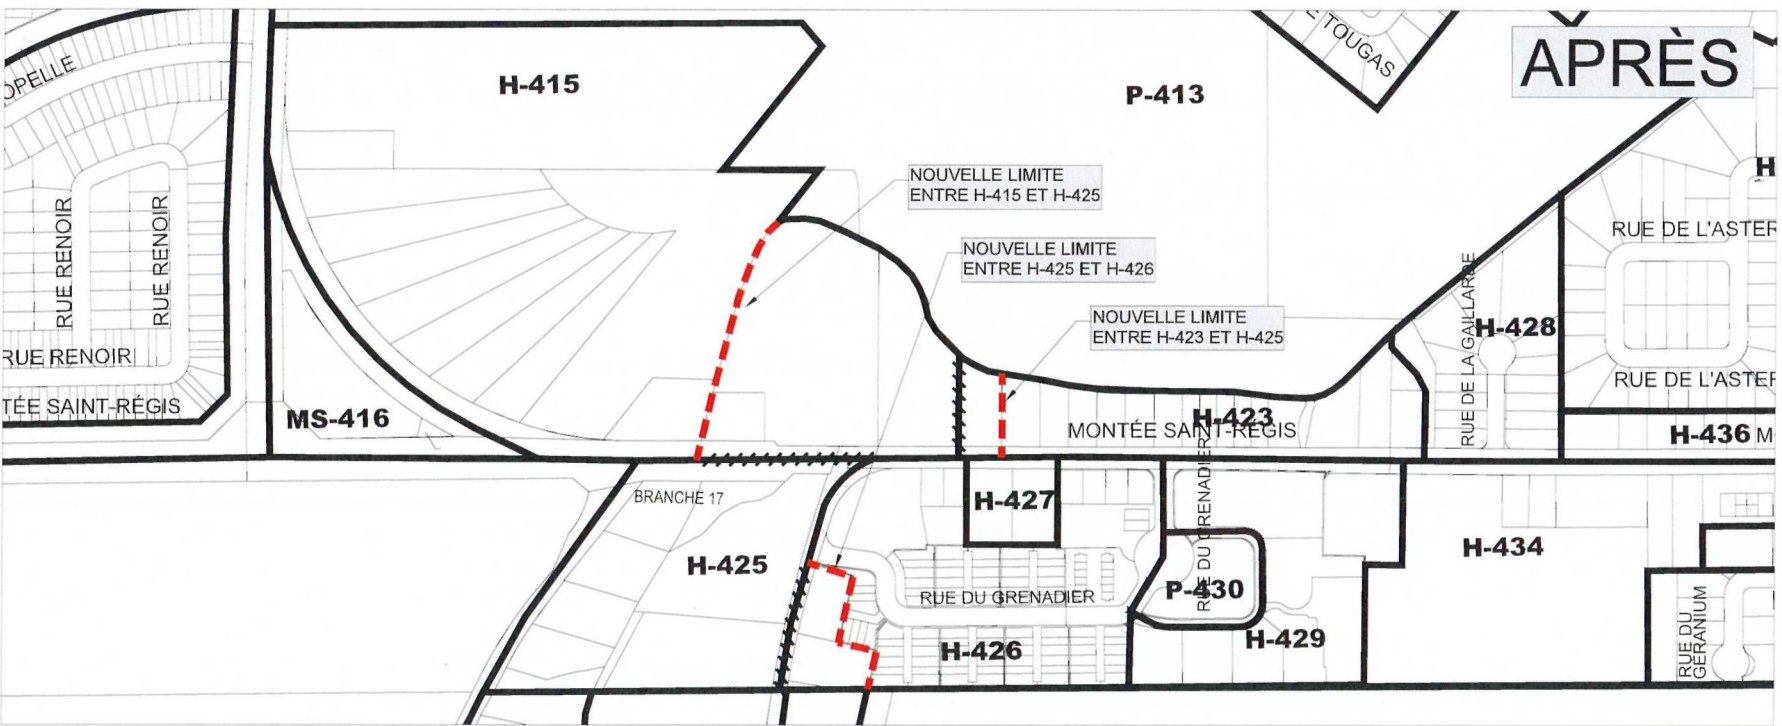 APRÈS
OPELLE
H-415
P-413
E TOUGAS
H
NOUVELLE LIMITE
ENTRE H-415 ET H-425
NOUVELLE LIMITE
ENTRE H-425 ET H-426
NOUVELLE LIMITE
ENTRE H-423 ET H-425
RUE RENOIR
RUE RENOIR
RUE RENOIR
TÉE SAINT-RÉGIS
MS-416
RUE DE L'ASTER
RUE DE LA GAILLARDE
H-428
RUE DE L'ASTER
H-423
MONTÉE SAINT-RÉGIS
H-436
M
BRANCHE 17
H-427
RUE DU GRENADIER
H-425
H-434
RUE DU GRENADIER
P-430
H-426
H-429
RUE DU
GERANIUM